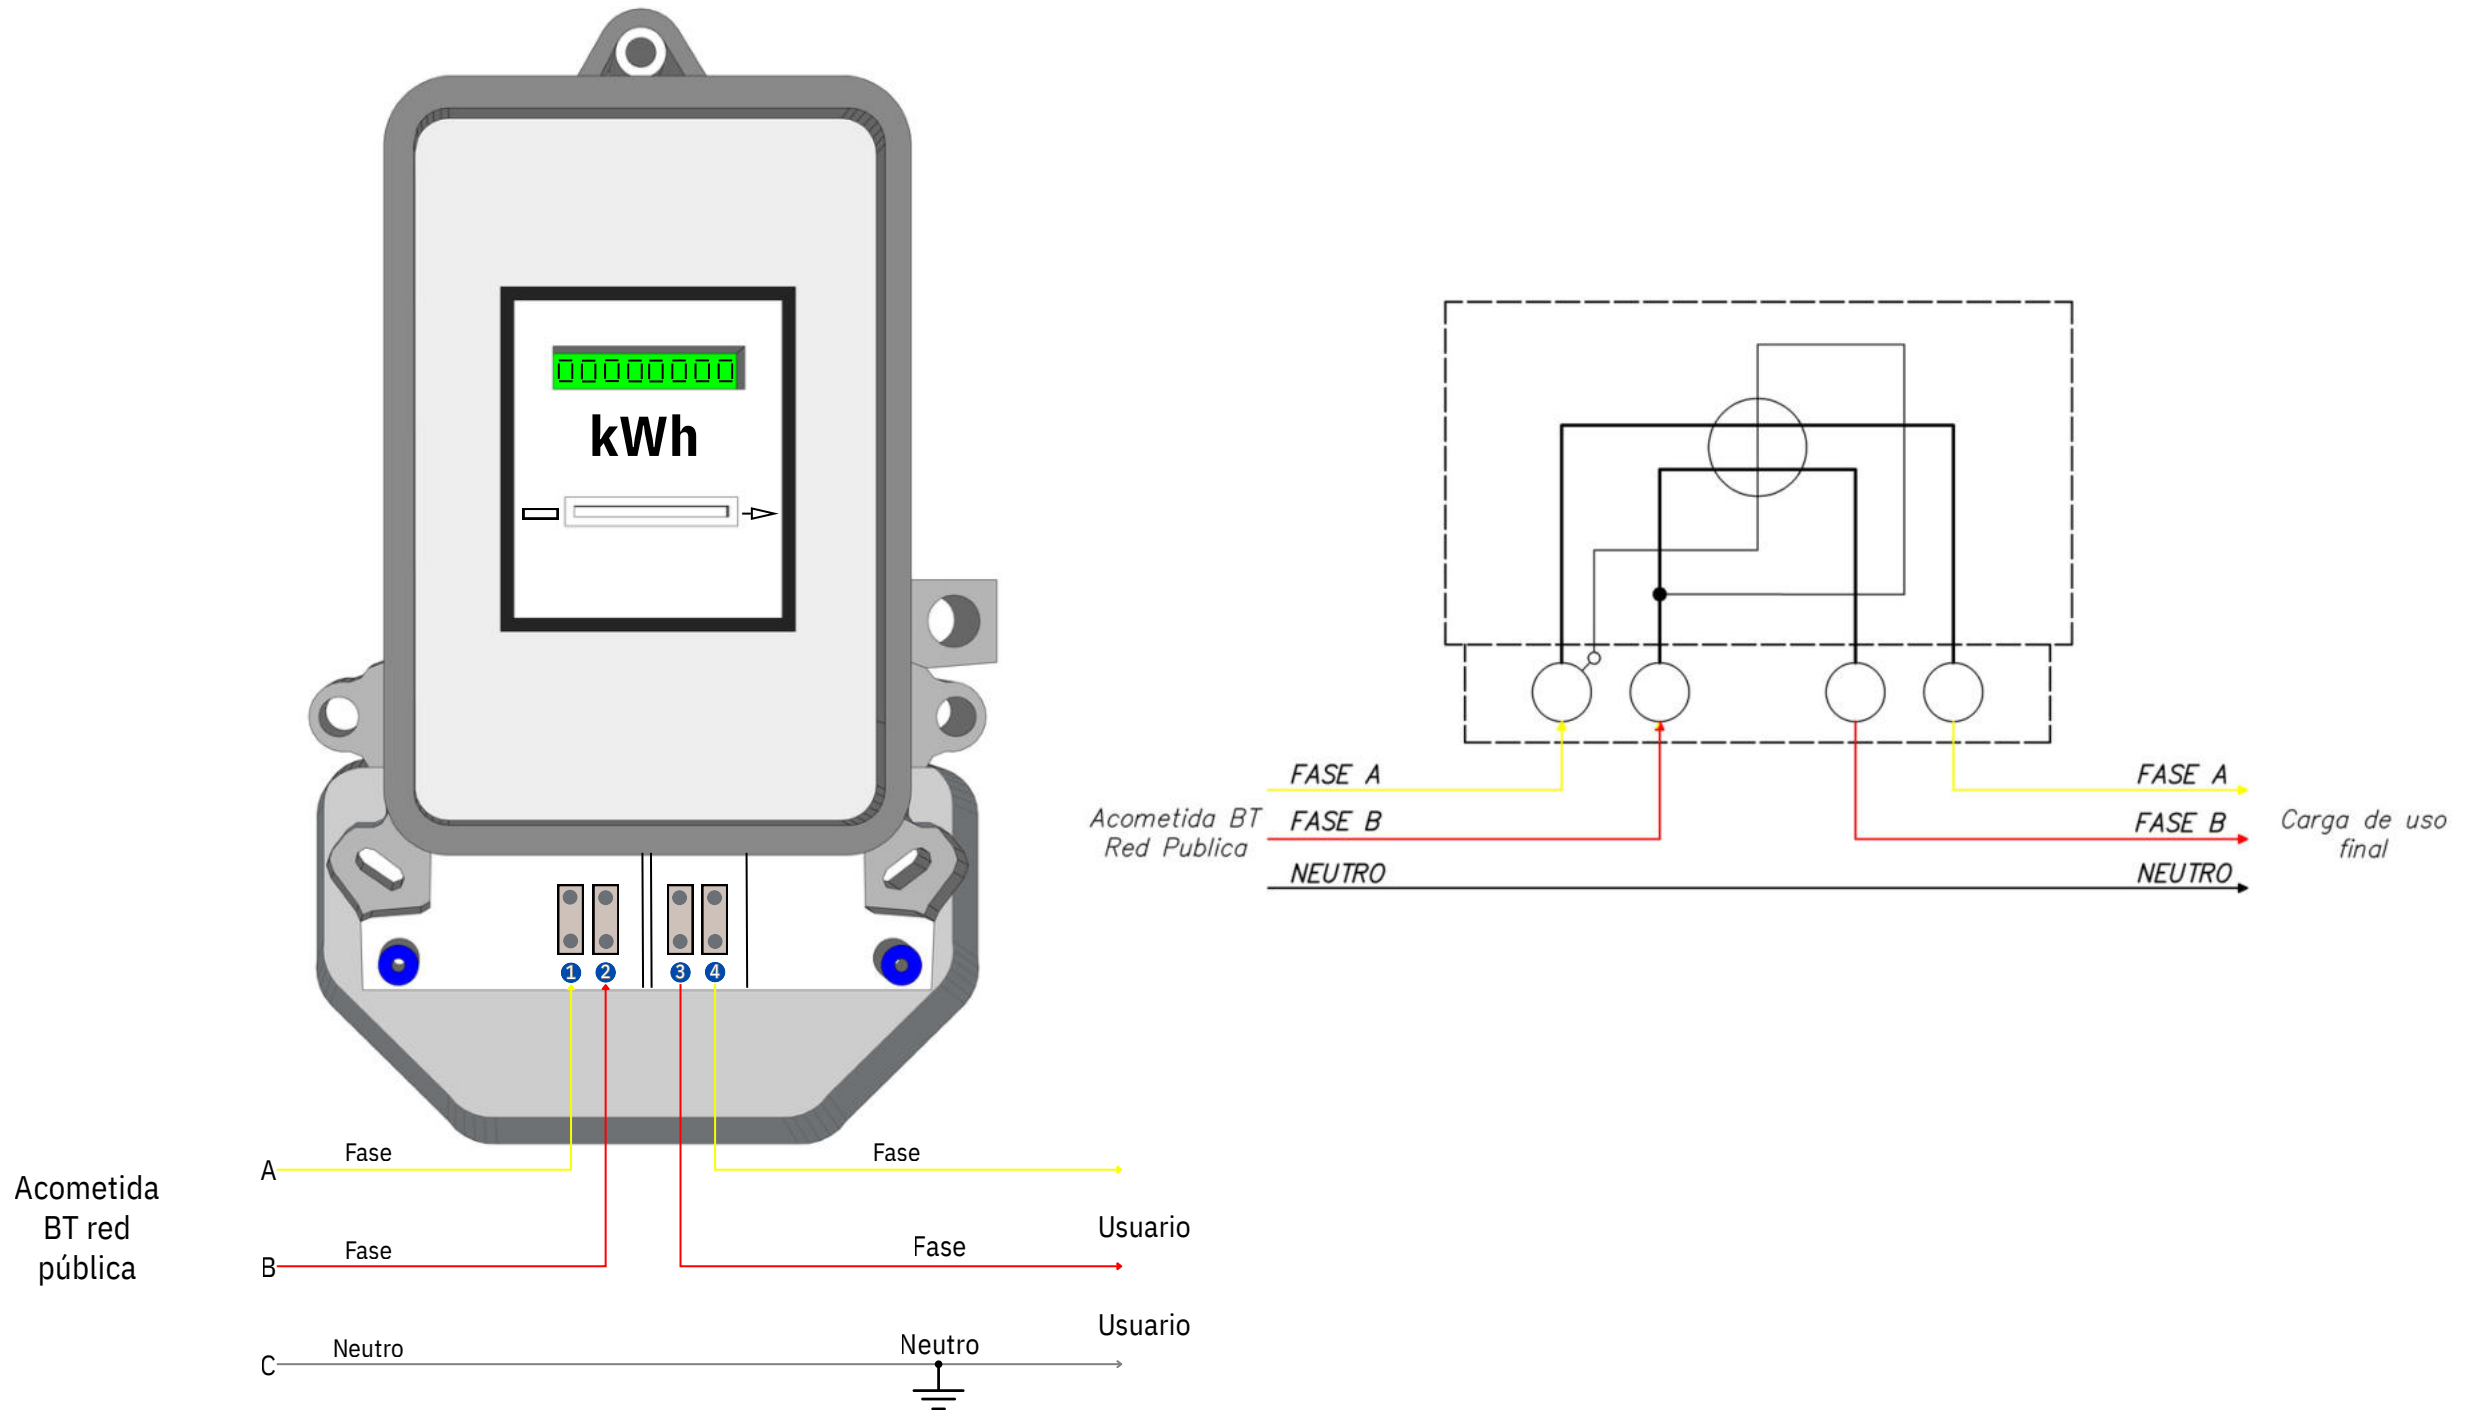 00000000
kWh
1
2
3
4
A
Fase
Fase
Acometida
BT red
pública
Usuario
B
Fase
Fase
Usuario
C
Neutro
Neutro
FASE A
FASE A
Acometida BT
Red Publica
FASE B
FASE B
Carga de uso
final
NEUTRO
NEUTRO